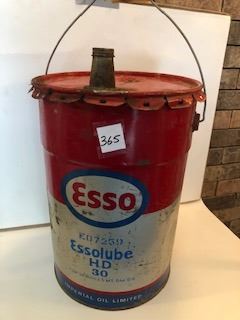 365
Esso
E07259
Essolube
HD
30
IMPERIAL OIL LIMITED